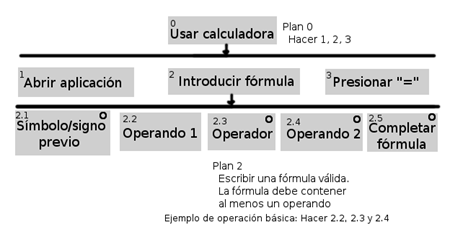 0
Usar calculadora
Plan 0
Hacer 1, 2, 3
1
Abrir aplicación
2
Introducir fórmula
3
Presionar "="
2.1
Símbolo/signo
previo
2.2
Operando 1
2.3
Operador
2.4
Operando 2
2.5
Completar
fórmula
Plan 2
Escribir una fórmula válida.
La fórmula debe contener
al menos un operando
Ejemplo de operación básica: Hacer 2.2, 2.3 y 2.4